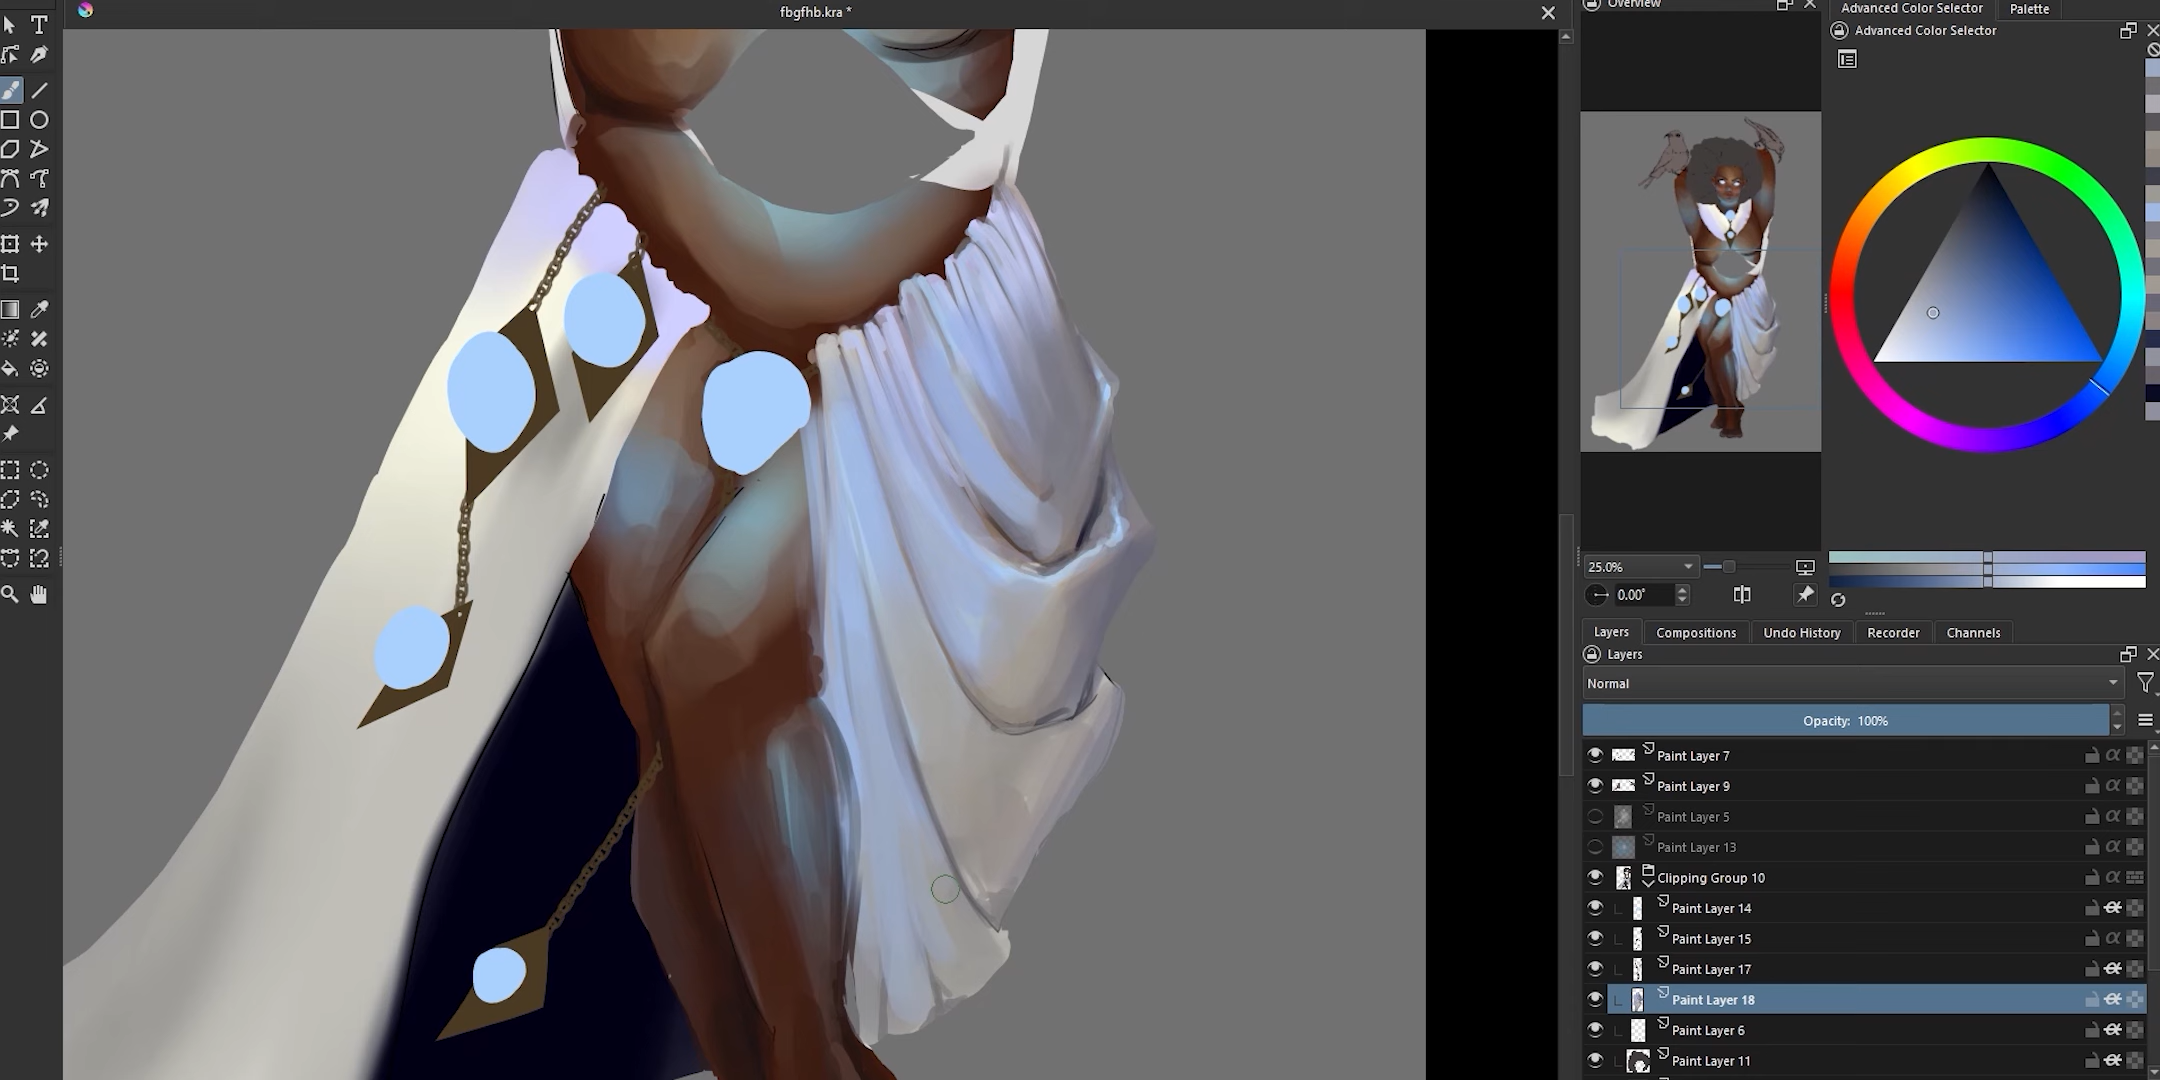 fbgfhb.kra *
Overview
Advanced Color Selector
Palette
Advanced Color Selector
25.0%
0.00°
Layers
Compositions
Undo History
Recorder
Channels
Layers
Normal
Opacity: 100%
Paint Layer 7
Paint Layer 9
Paint Layer 5
Paint Layer 13
Clipping Group 10
Paint Layer 14
Paint Layer 15
Paint Layer 17
Paint Layer 18
Paint Layer 6
Paint Layer 11